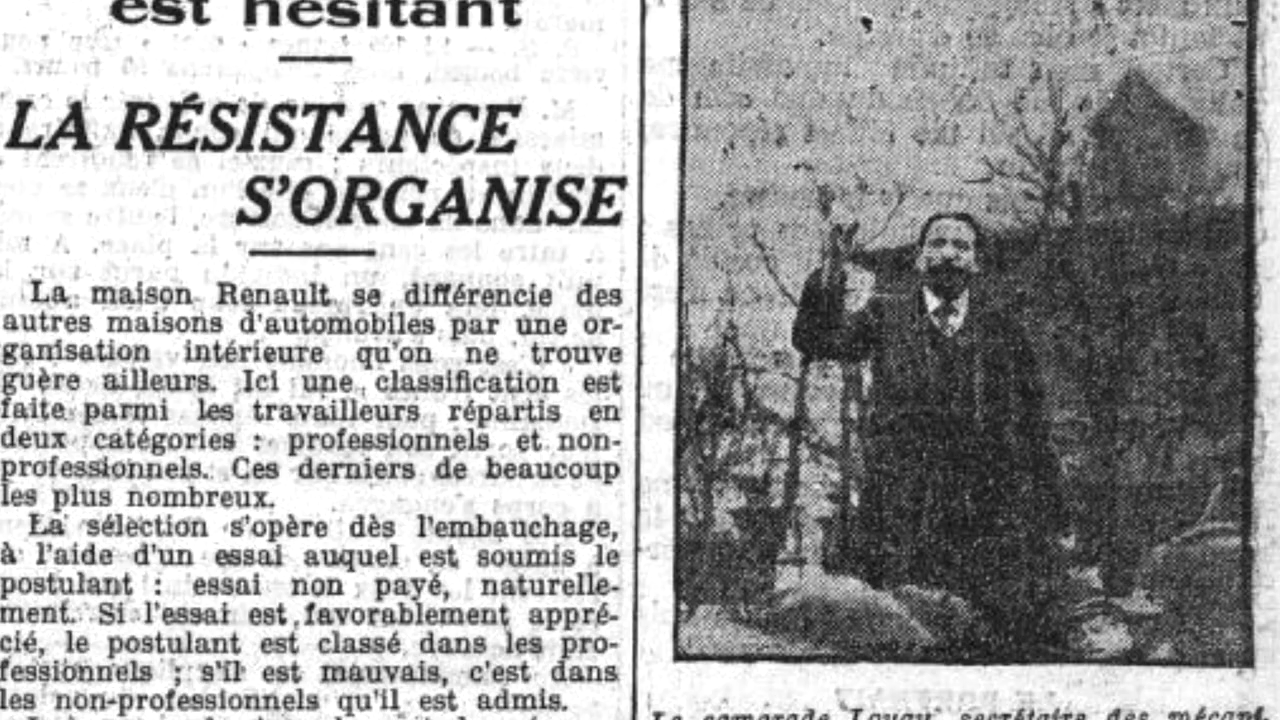 est hésitant
LA RÉSISTANCE
S'ORGANISE
La maison Renault se différencie des
autres maisons d'automobiles par une or-
ganisation intérieure qu'on ne trouve
guère ailleurs. Ici une classification est
faite parmi les travailleurs répartis en
deux catégories : professionnels et non-
professionnels. Ces derniers de beaucoup
les plus nombreux.
La sélection s'opère dès l'embauchage,
à l'aide d'un essai auquel est soumis le
postulant : essai non payé, naturelle-
ment. Si l'essai est favorablement appré-
cié, le postulant est classé dans les pro-
fessionnels ; s'il est mauvais, c'est dans
les non-professionnels qu'il est admis.
Le camarade secrétaire des